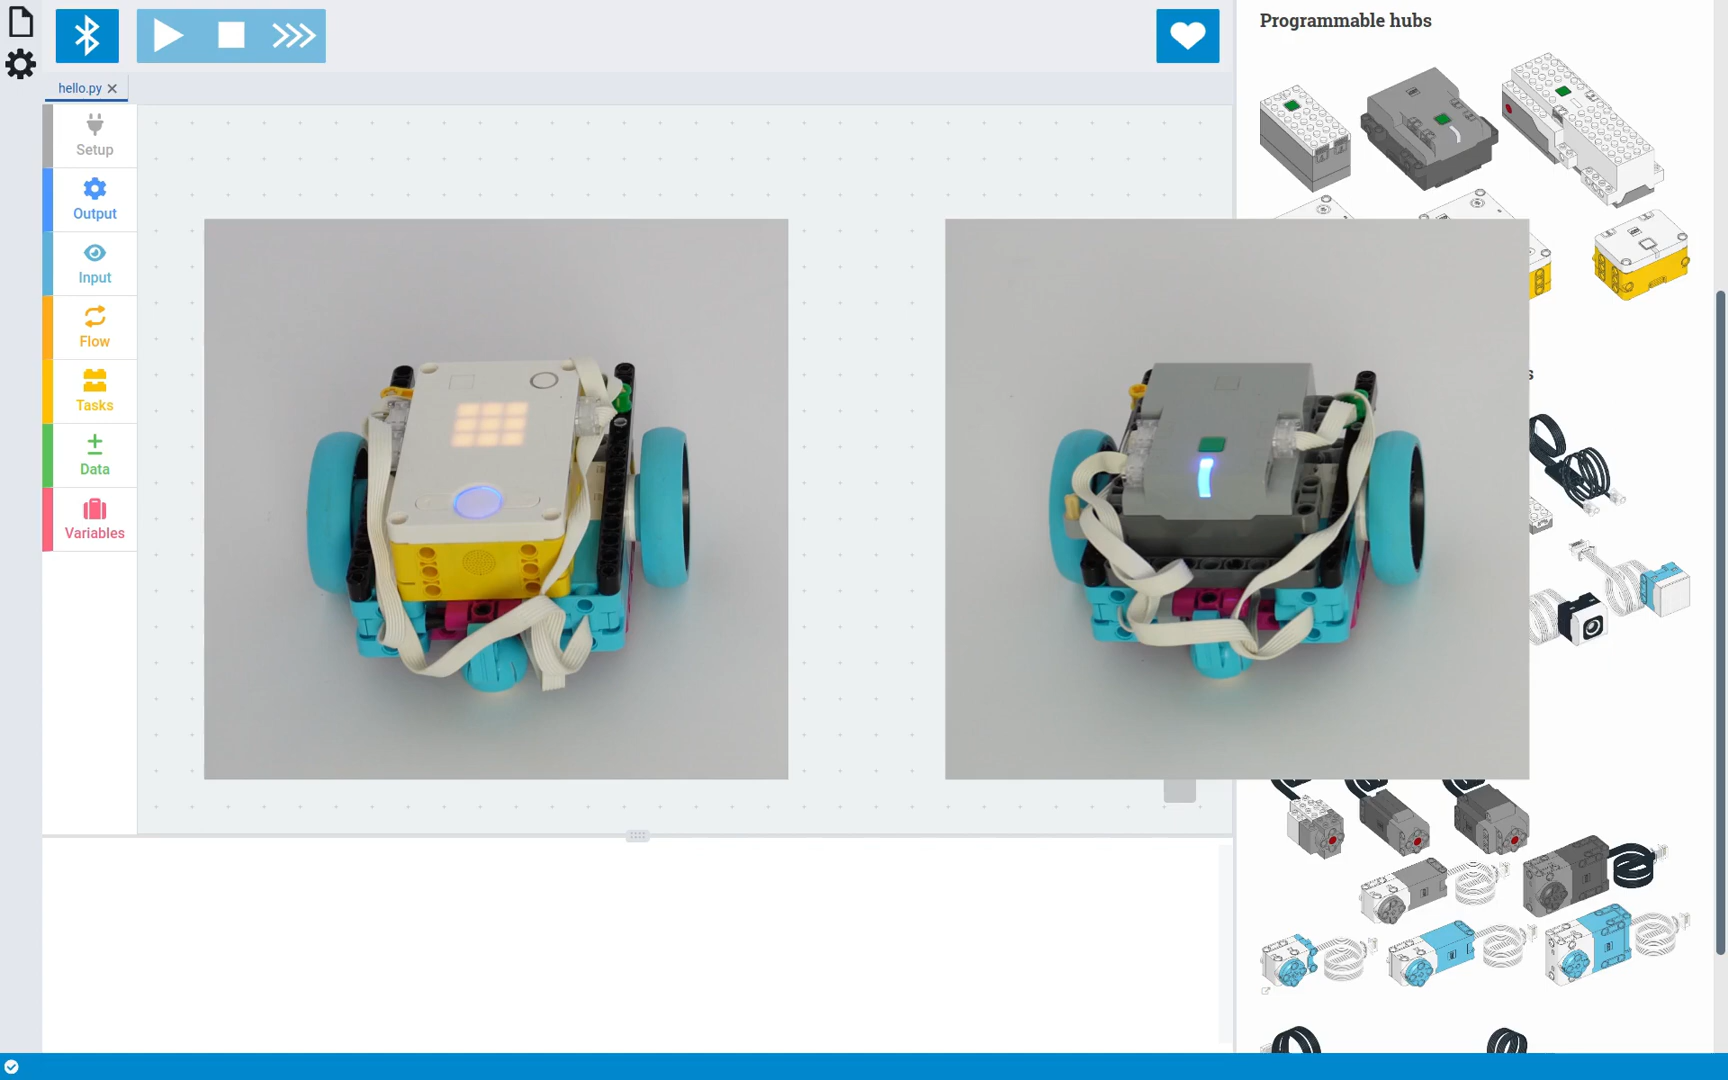 Programmable hubs
hello.py
Setup
Output
Input
Flow
Tasks
Data
Variables
s